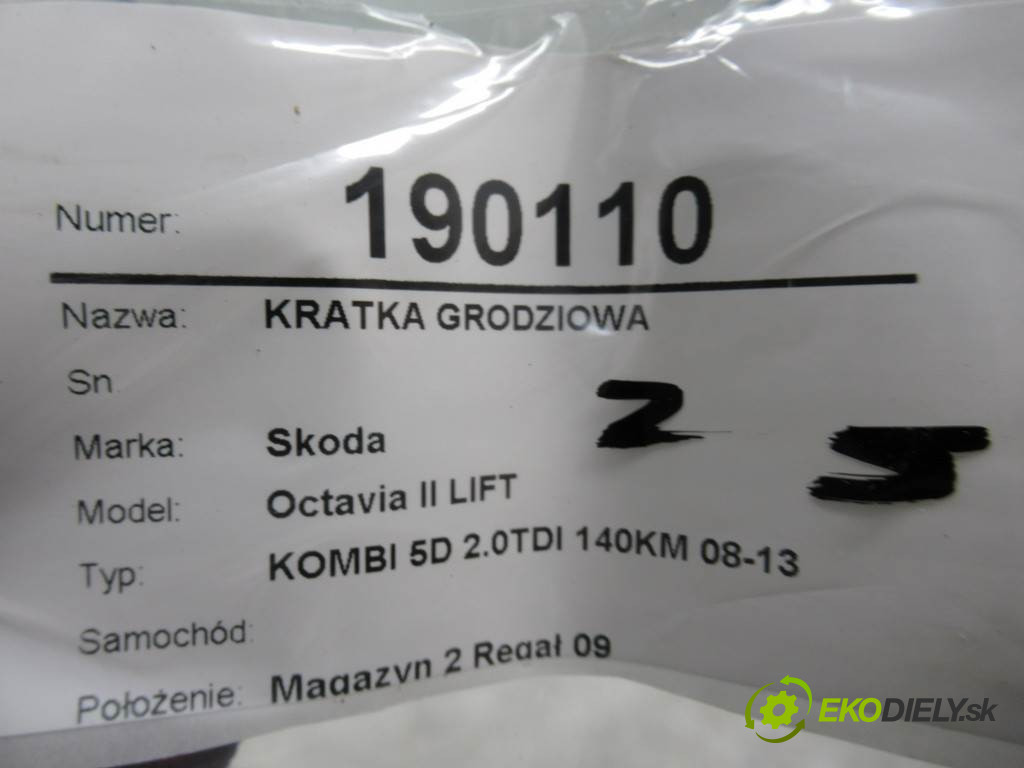 Numer: 190110
Nazwa: KRATKA GRODZIOWA
Sn
2
Marka: Skoda
5
Model: Octavia II LIFT
Typ: KOMBI 5D 2.0TDI 140KM 08-13
Samochód:
Położenie: Magazyn 2 Regał 09
EKODIELY.sk